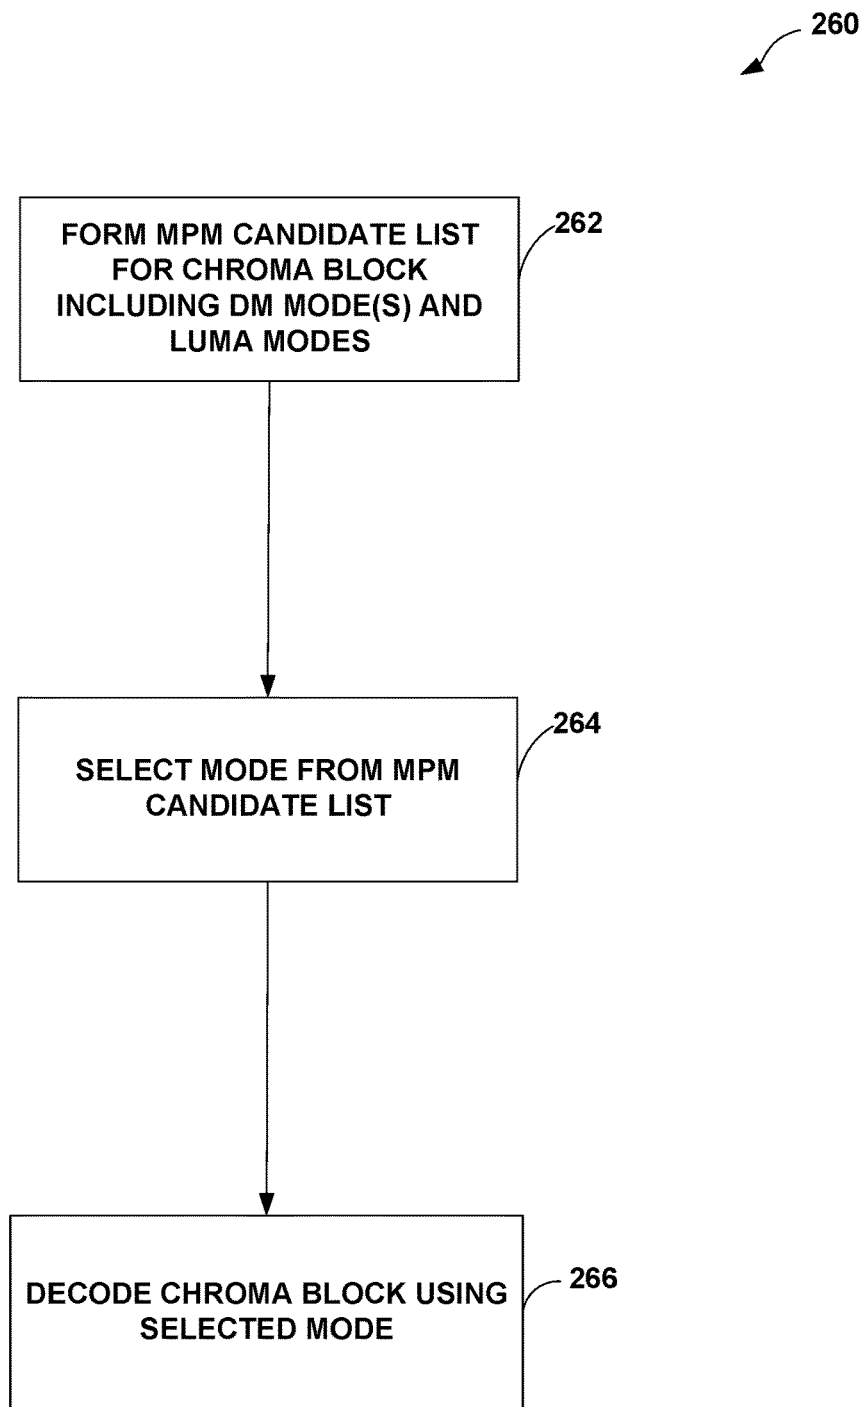 260
FORM MPM CANDIDATE LIST
FOR CHROMA BLOCK
INCLUDING DM MODE(S) AND
LUMA MODES
262
SELECT MODE FROM MPM
CANDIDATE LIST
264
DECODE CHROMA BLOCK USING
SELECTED MODE
266